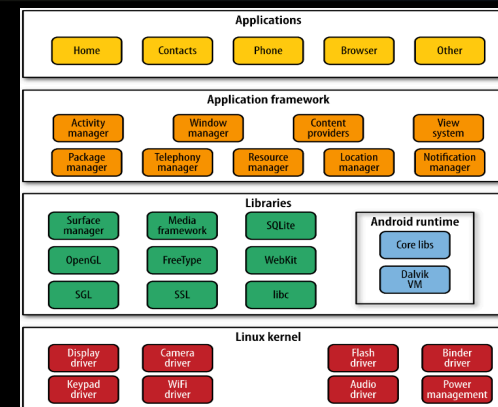 Applications
Home Contacts Phone Browser Other
Application framework
Activity manager Window manager Content providers View system
Package manager Telephony manager Resource manager Location manager Notification manager
Libraries
Surface manager Media framework SQLite
OpenGL FreeType WebKit
SGL SSL libc
Android runtime
Core libs
Dalvik VM
Linux kernel
Display driver Camera driver Flash driver Binder driver
Keypad driver WiFi driver Audio driver Power management